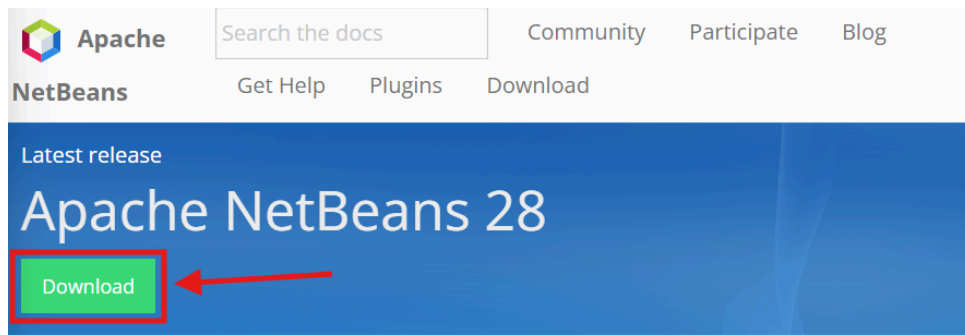 Apache Search the docs Community Participate Blog
NetBeans Get Help Plugins Download
Latest release
Apache NetBeans 28
Download